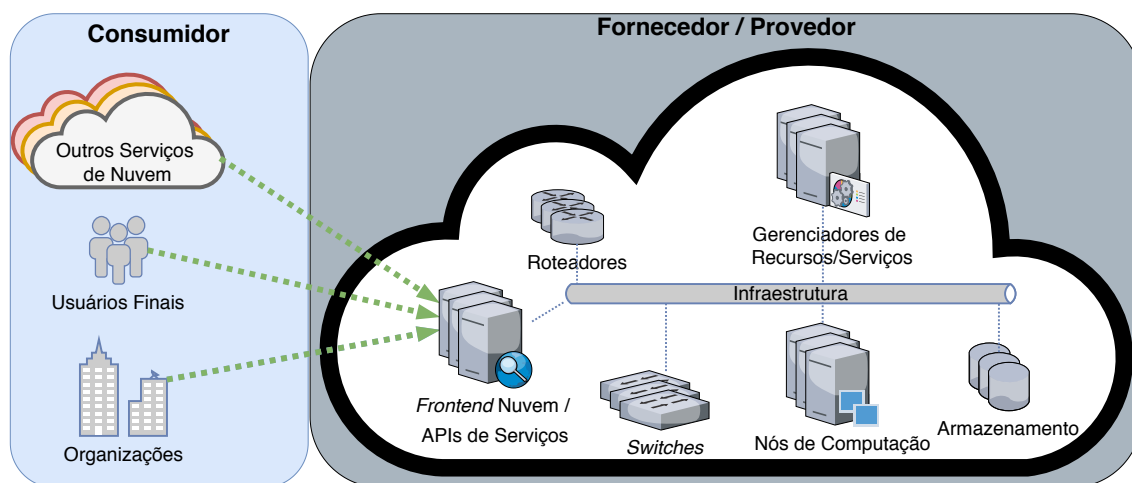 Consumidor
Fornecedor / Provedor
Outros Serviços
de Nuvem
Usuários Finais
Organizações
Roteadores
Gerenciadores de
Recursos/Serviços
Infraestrutura
Frontend Nuvem /
APIs de Serviços
Switches
Nós de Computação
Armazenamento